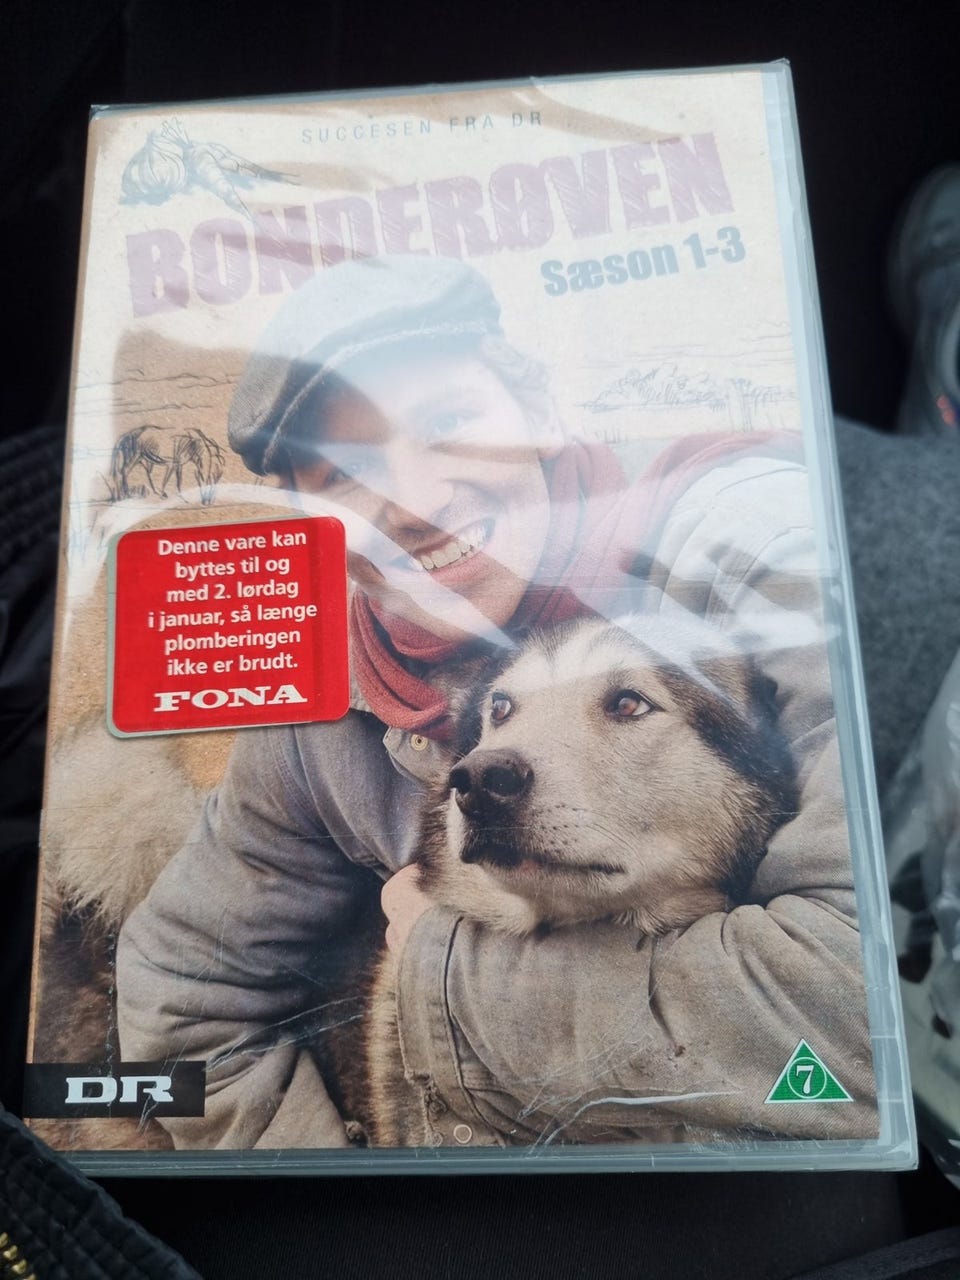 SUCCESEN FRA DR
BONDERØVEN
Sæson 1-3
Denne vare kan
byttes til og
med 2. lørdag
i januar, så længe
plomberingen
ikke er brudt.
FONA
DR
7